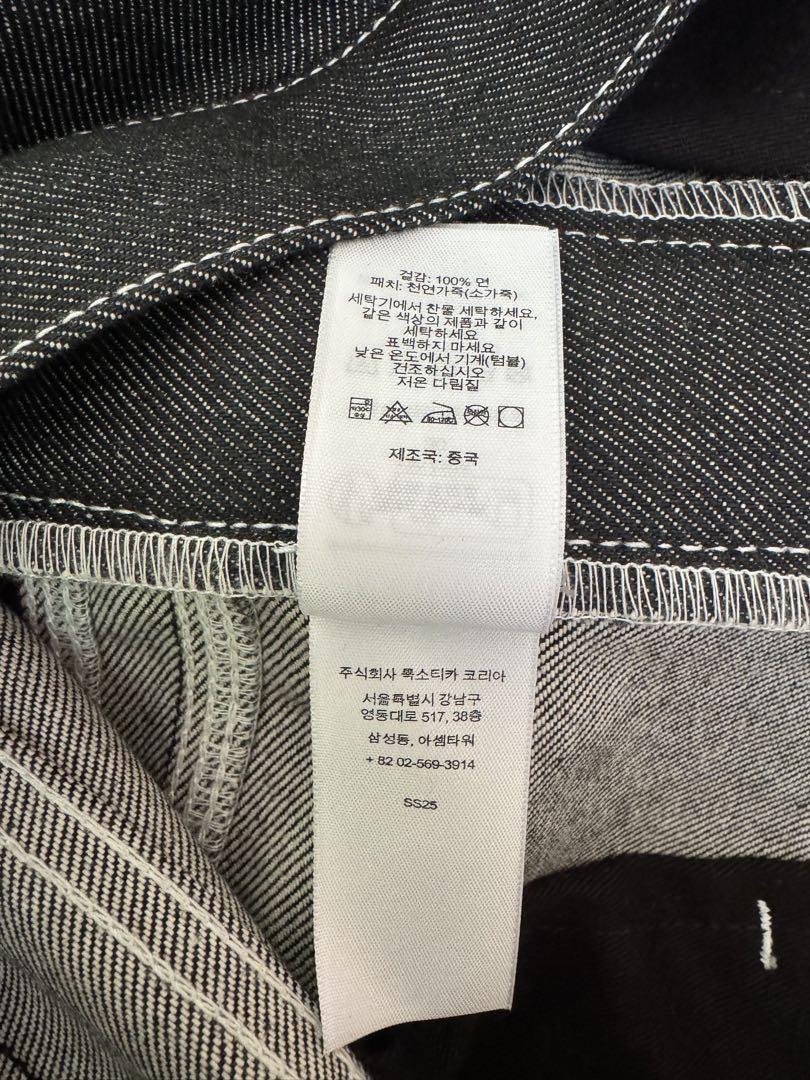 겉감: 100% 면
패치: 천연가죽(소가죽)
세탁기에서 찬물 세탁하세요,
같은 색상의 제품과 같이
세탁하세요
표백하지 마세요
낮은 온도에서 기계(텀블)
건조하십시오
저온 다림질
제조국: 중국
주식회사 룩소티카 코리아
서울특별시 강남구
영동대로 517, 38층
삼성동, 아셈타워
+ 82 02-569-3914
SS25